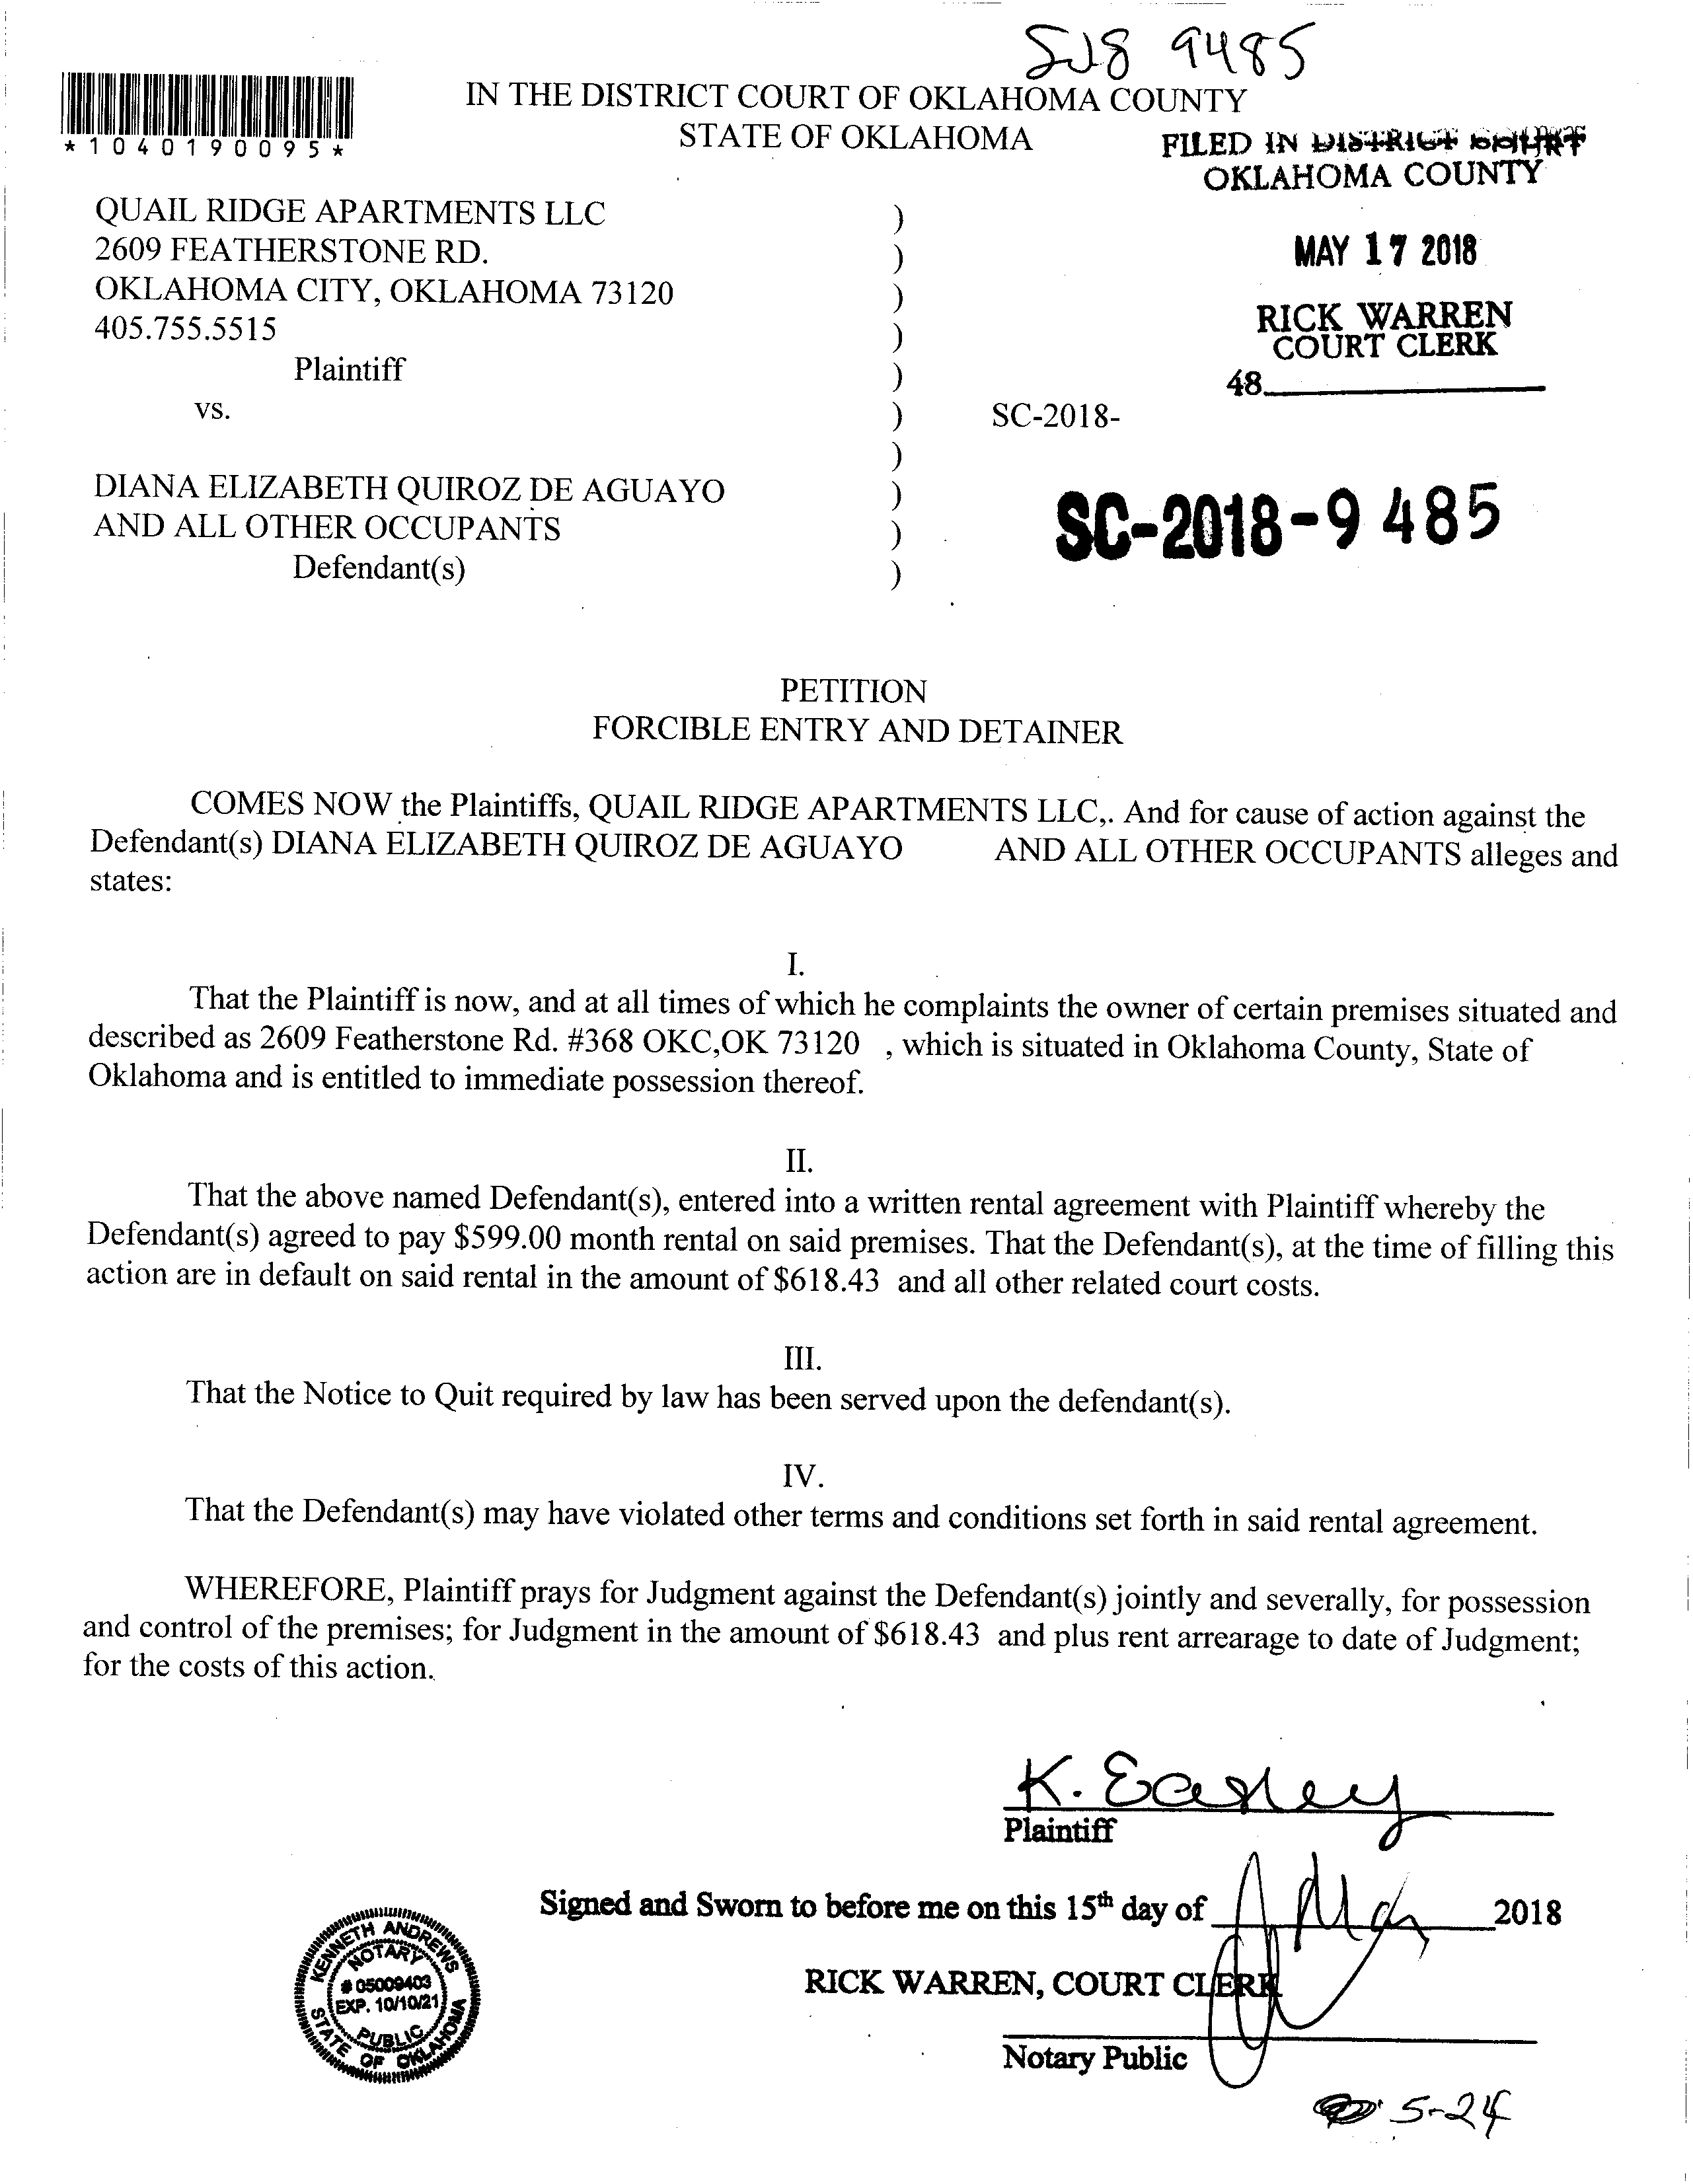 SJ8 9485
*1040190095*
IN THE DISTRICT COURT OF OKLAHOMA COUNTY
STATE OF OKLAHOMA
FILED IN DISTRICT COURT
OKLAHOMA COUNTY
MAY 17 2018
RICK WARREN
COURT CLERK
48
QUAIL RIDGE APARTMENTS LLC )
2609 FEATHERSTONE RD. )
OKLAHOMA CITY, OKLAHOMA 73120 )
405.755.5515 )
Plaintiff )
vs. ) SC-2018-
)
DIANA ELIZABETH QUIROZ DE AGUAYO )
AND ALL OTHER OCCUPANTS )
Defendant(s) )
SC-2018-9 485
PETITION
FORCIBLE ENTRY AND DETAINER
COMES NOW the Plaintiffs, QUAIL RIDGE APARTMENTS LLC,. And for cause of action against the
Defendant(s) DIANA ELIZABETH QUIROZ DE AGUAYO AND ALL OTHER OCCUPANTS alleges and
states:
I.
That the Plaintiff is now, and at all times of which he complaints the owner of certain premises situated and
described as 2609 Featherstone Rd. #368 OKC,OK 73120 , which is situated in Oklahoma County, State of
Oklahoma and is entitled to immediate possession thereof.
II.
That the above named Defendant(s), entered into a written rental agreement with Plaintiff whereby the
Defendant(s) agreed to pay $599.00 month rental on said premises. That the Defendant(s), at the time of filling this
action are in default on said rental in the amount of $618.43 and all other related court costs.
III.
That the Notice to Quit required by law has been served upon the defendant(s).
IV.
That the Defendant(s) may have violated other terms and conditions set forth in said rental agreement.
WHEREFORE, Plaintiff prays for Judgment against the Defendant(s) jointly and severally, for possession
and control of the premises; for Judgment in the amount of $618.43 and plus rent arrearage to date of Judgment;
for the costs of this action.
K. Easley
Plaintiff
Signed and Sworn to before me on this 15th day of May 2018
RICK WARREN, COURT CLERK
Notary Public
KENNETH ANDREWS
NOTARY
# 05009403
EXP. 10/10/21
PUBLIC
STATE OF OKLAHOMA
5-24